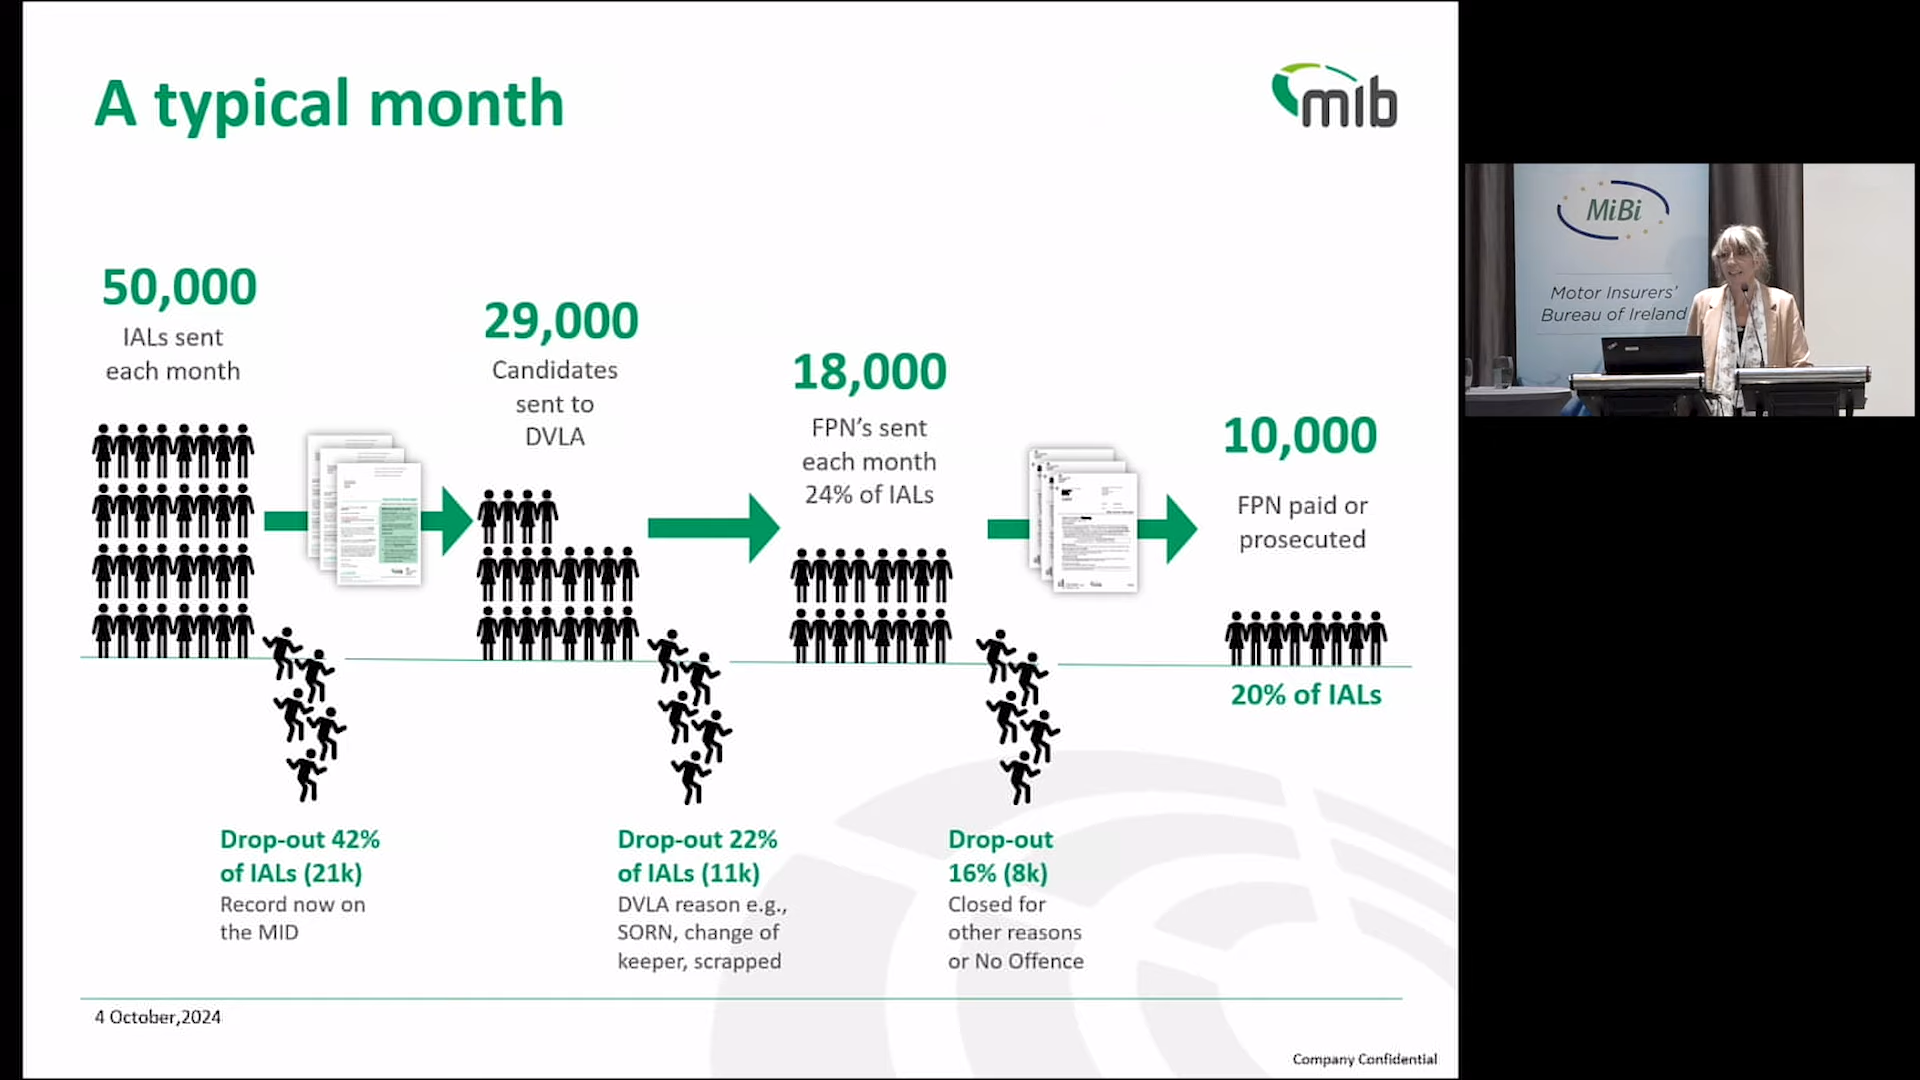 A typical month
mib
50,000
IALs sent
each month
29,000
Candidates
sent to
DVLA
18,000
FPN's sent
each month
24% of IALs
10,000
FPN paid or
prosecuted
20% of IALs
Drop-out 42%
of IALs (21k)
Record now on
the MID
Drop-out 22%
of IALs (11k)
DVLA reason e.g.,
SORN, change of
keeper, scrapped
Drop-out
16% (8k)
Closed for
other reasons
or No Offence
4 October,2024
Company Confidential
MiBi
Motor Insurers'
Bureau of Ireland